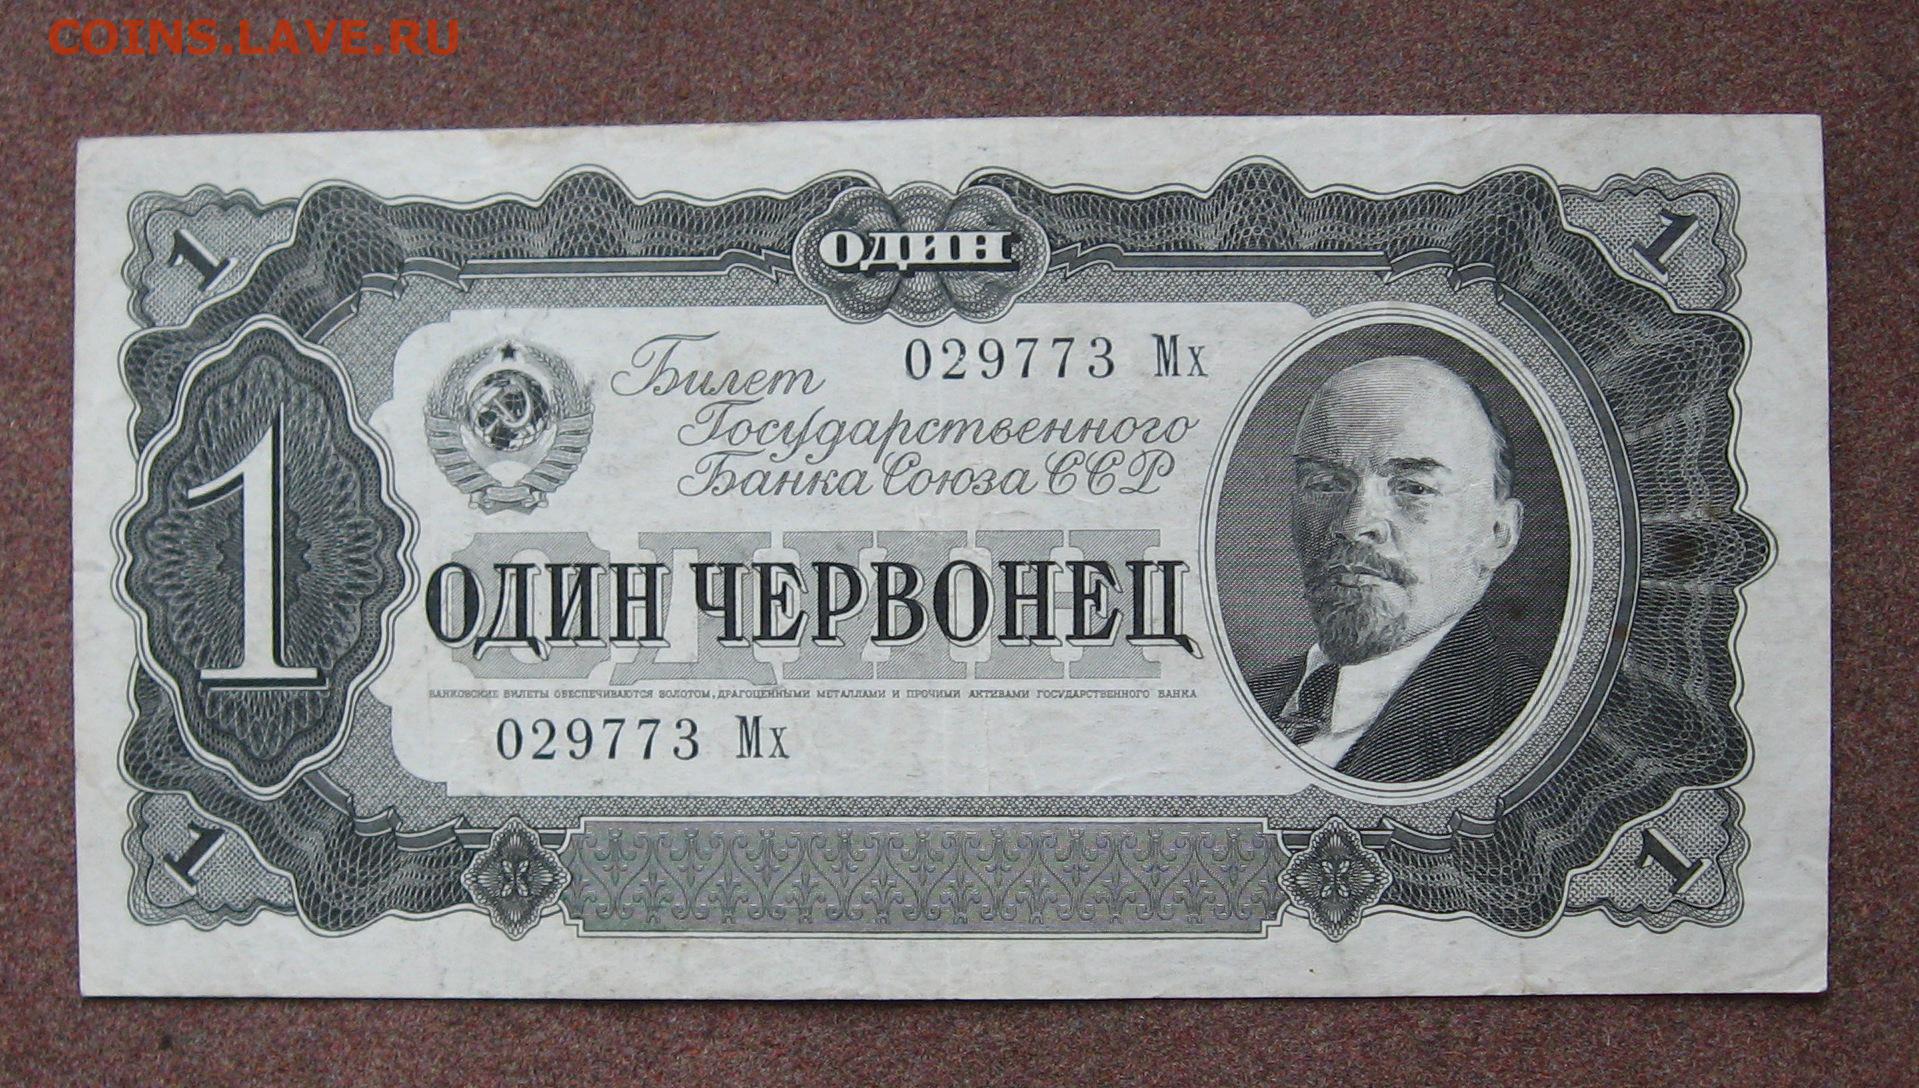 COINS.LAVE.RU
1 1
ОДИН
029773 Мх
Билет
Государственного
Банка Союза ССР
1
ОДИН
ОДИН ЧЕРВОНЕЦ
БАНКОВСКИЕ БИЛЕТЫ ОБЕСПЕЧИВАЮТСЯ ЗОЛОТОМ, ДРАГОЦЕННЫМИ МЕТАЛЛАМИ И ПРОЧИМИ АКТИВАМИ ГОСУДАРСТВЕННОГО БАНКА
029773 Мх
1 1